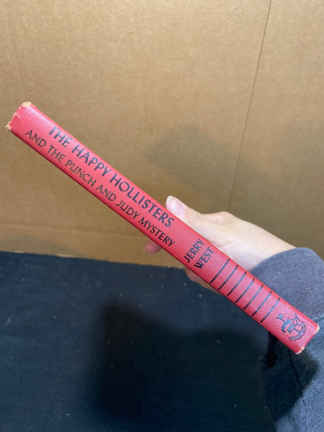 THE HAPPY HOLLISTERS
AND THE PUNCH AND JUDY MYSTERY
JERRY
WEST